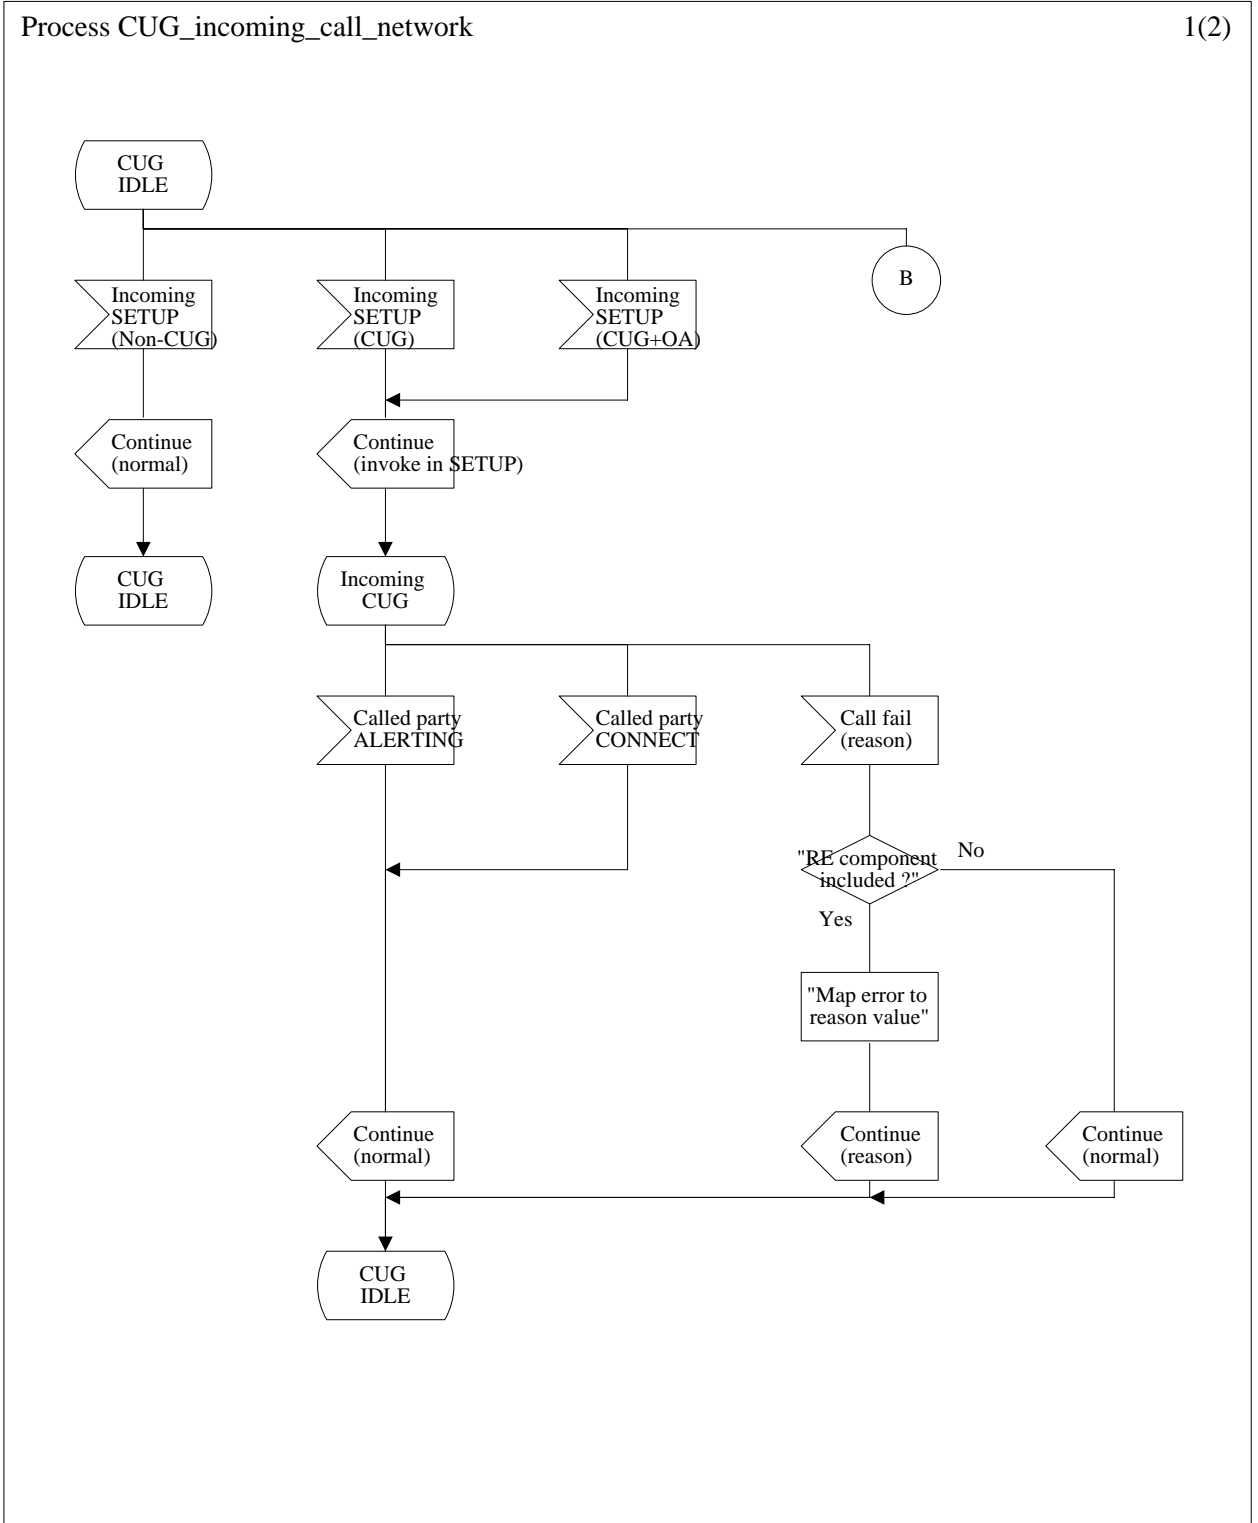 Process CUG_incoming_call_network
1(2)
CUG
IDLE
B
Incoming
SETUP
(Non-CUG)
Incoming
SETUP
(CUG)
Incoming
SETUP
(CUG+OA)
Continue
(normal)
Continue
(invoke in SETUP)
CUG
IDLE
Incoming
CUG
Called party
ALERTING
Called party
CONNECT
Call fail
(reason)
"RE component
included ?"
No
Yes
"Map error to
reason value"
Continue
(normal)
Continue
(reason)
Continue
(normal)
CUG
IDLE